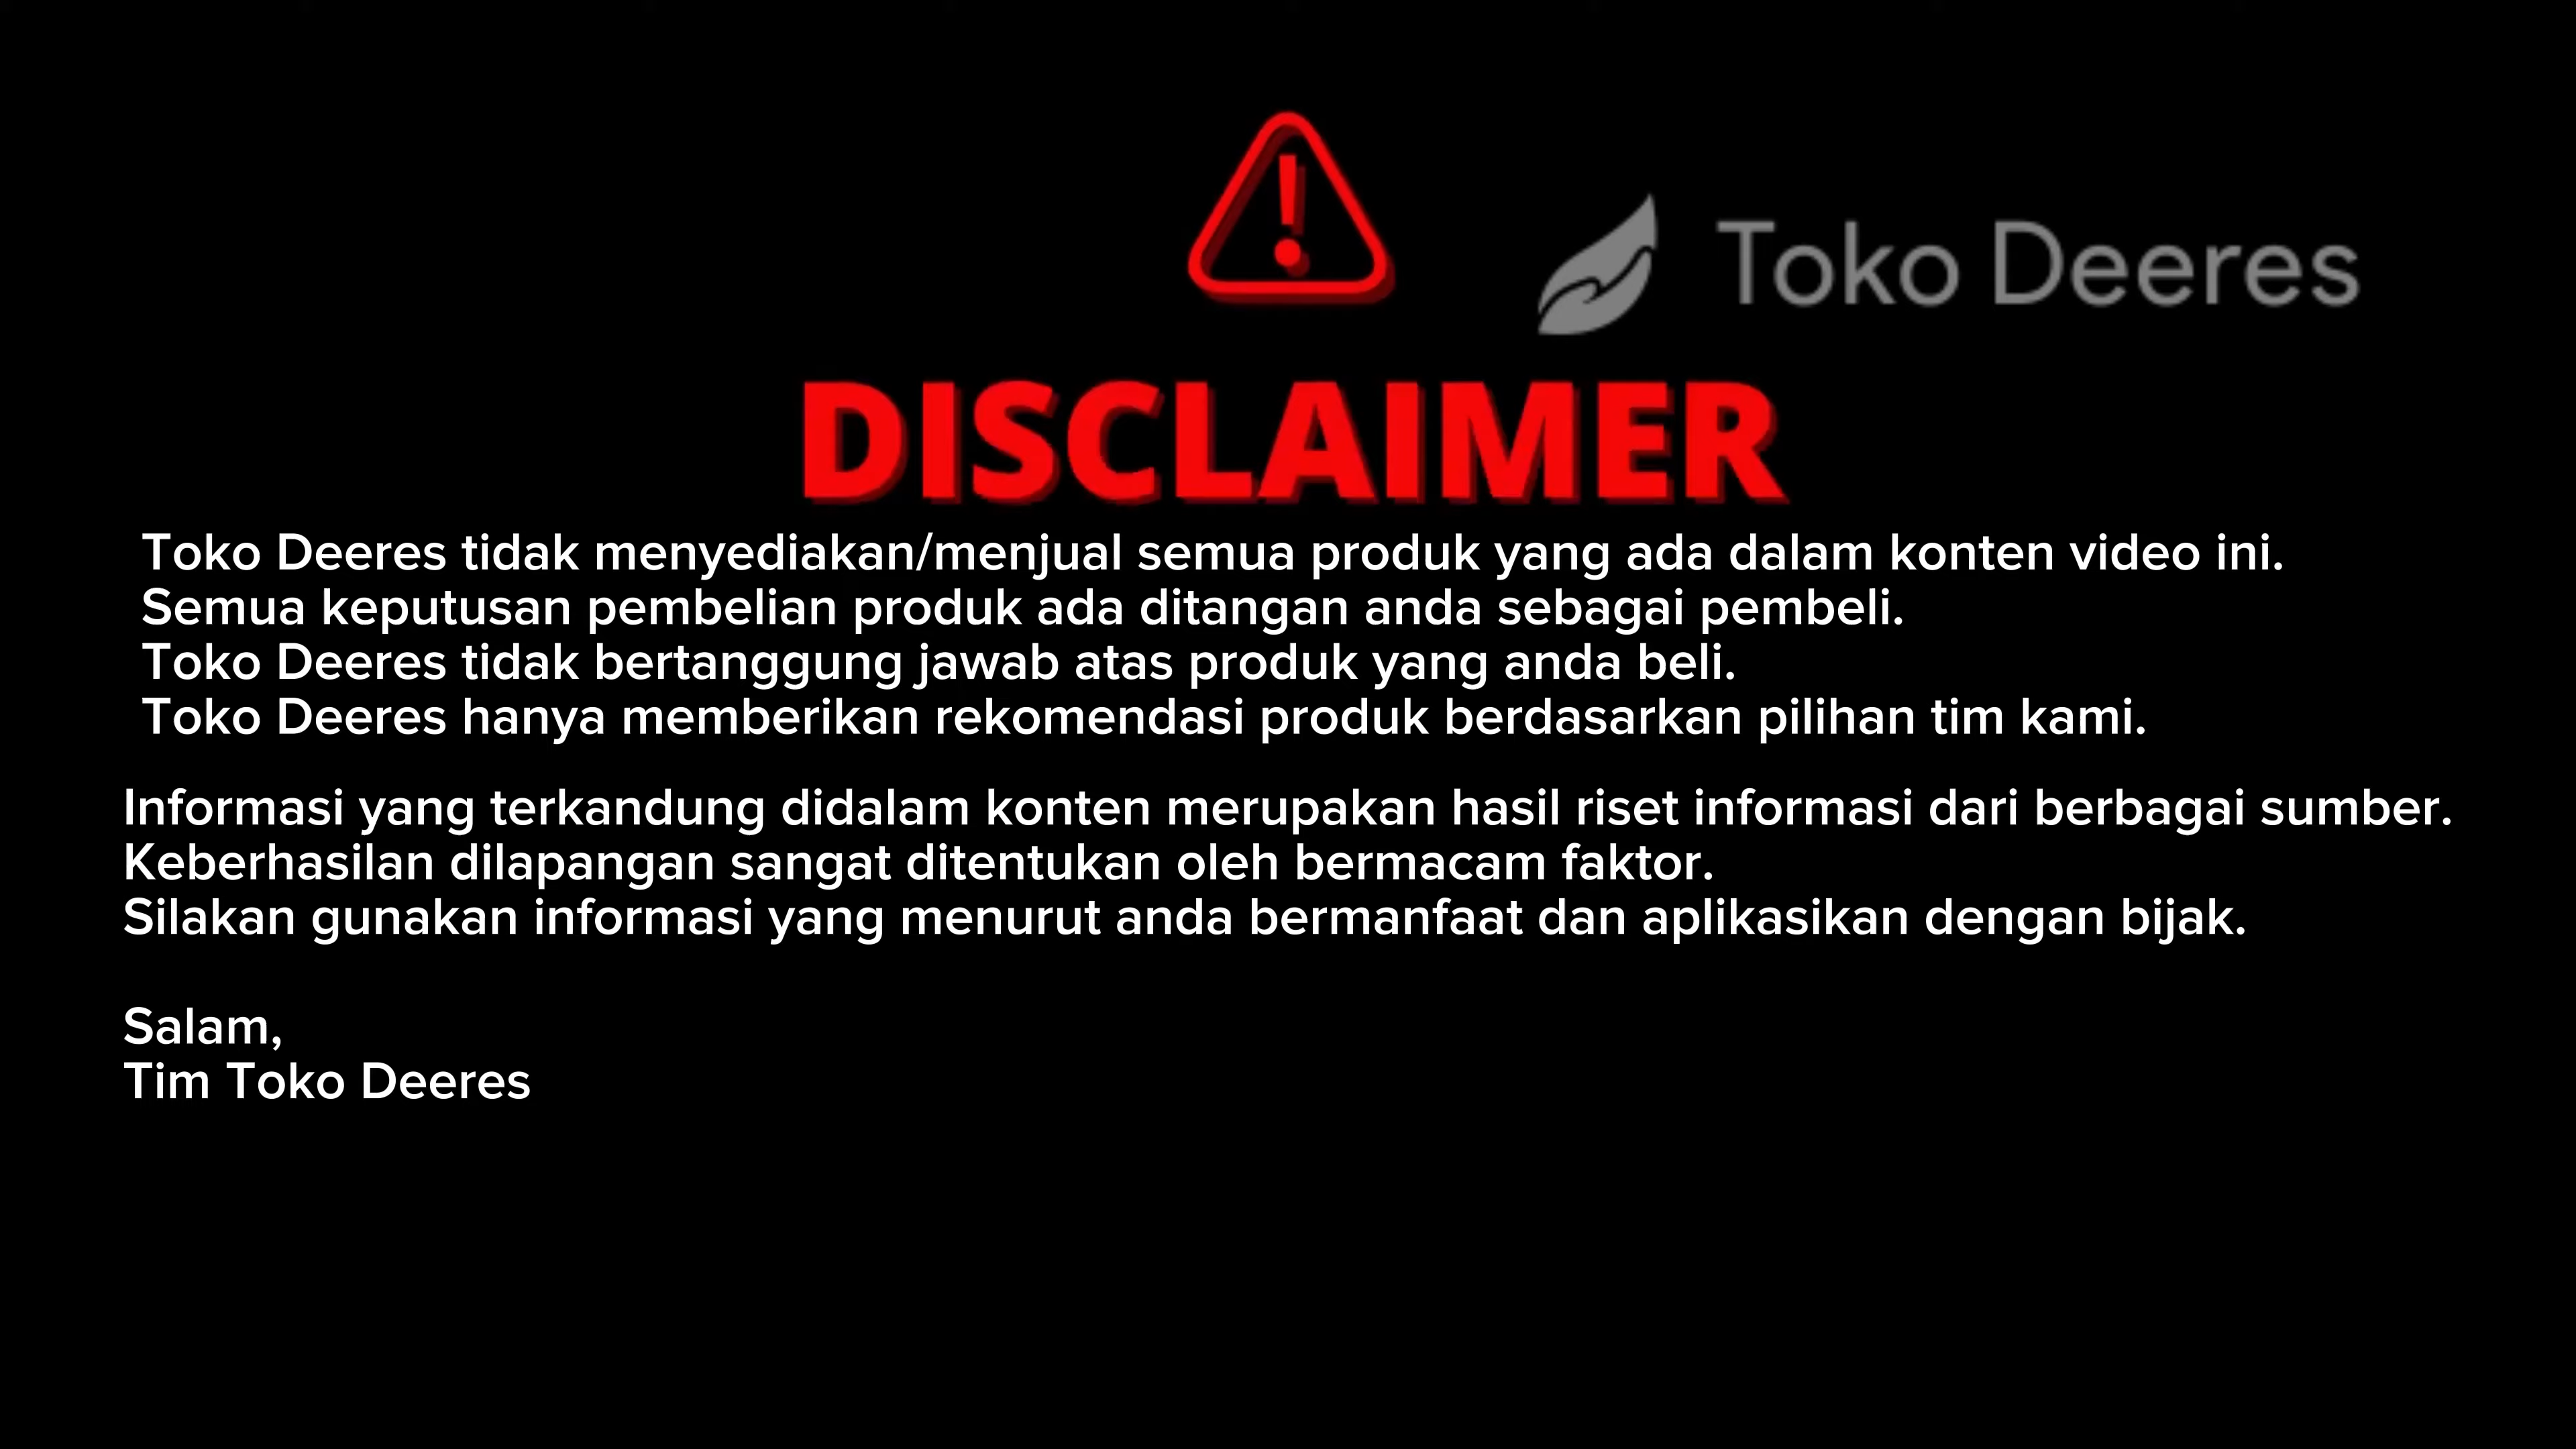 Toko Deeres
DISCLAIMER
Toko Deeres tidak menyediakan/menjual semua produk yang ada dalam konten video ini.
Semua keputusan pembelian produk ada ditangan anda sebagai pembeli.
Toko Deeres tidak bertanggung jawab atas produk yang anda beli.
Toko Deeres hanya memberikan rekomendasi produk berdasarkan pilihan tim kami.
Informasi yang terkandung didalam konten merupakan hasil riset informasi dari berbagai sumber.
Keberhasilan dilapangan sangat ditentukan oleh bermacam faktor.
Silakan gunakan informasi yang menurut anda bermanfaat dan aplikasikan dengan bijak.
Salam,
Tim Toko Deeres